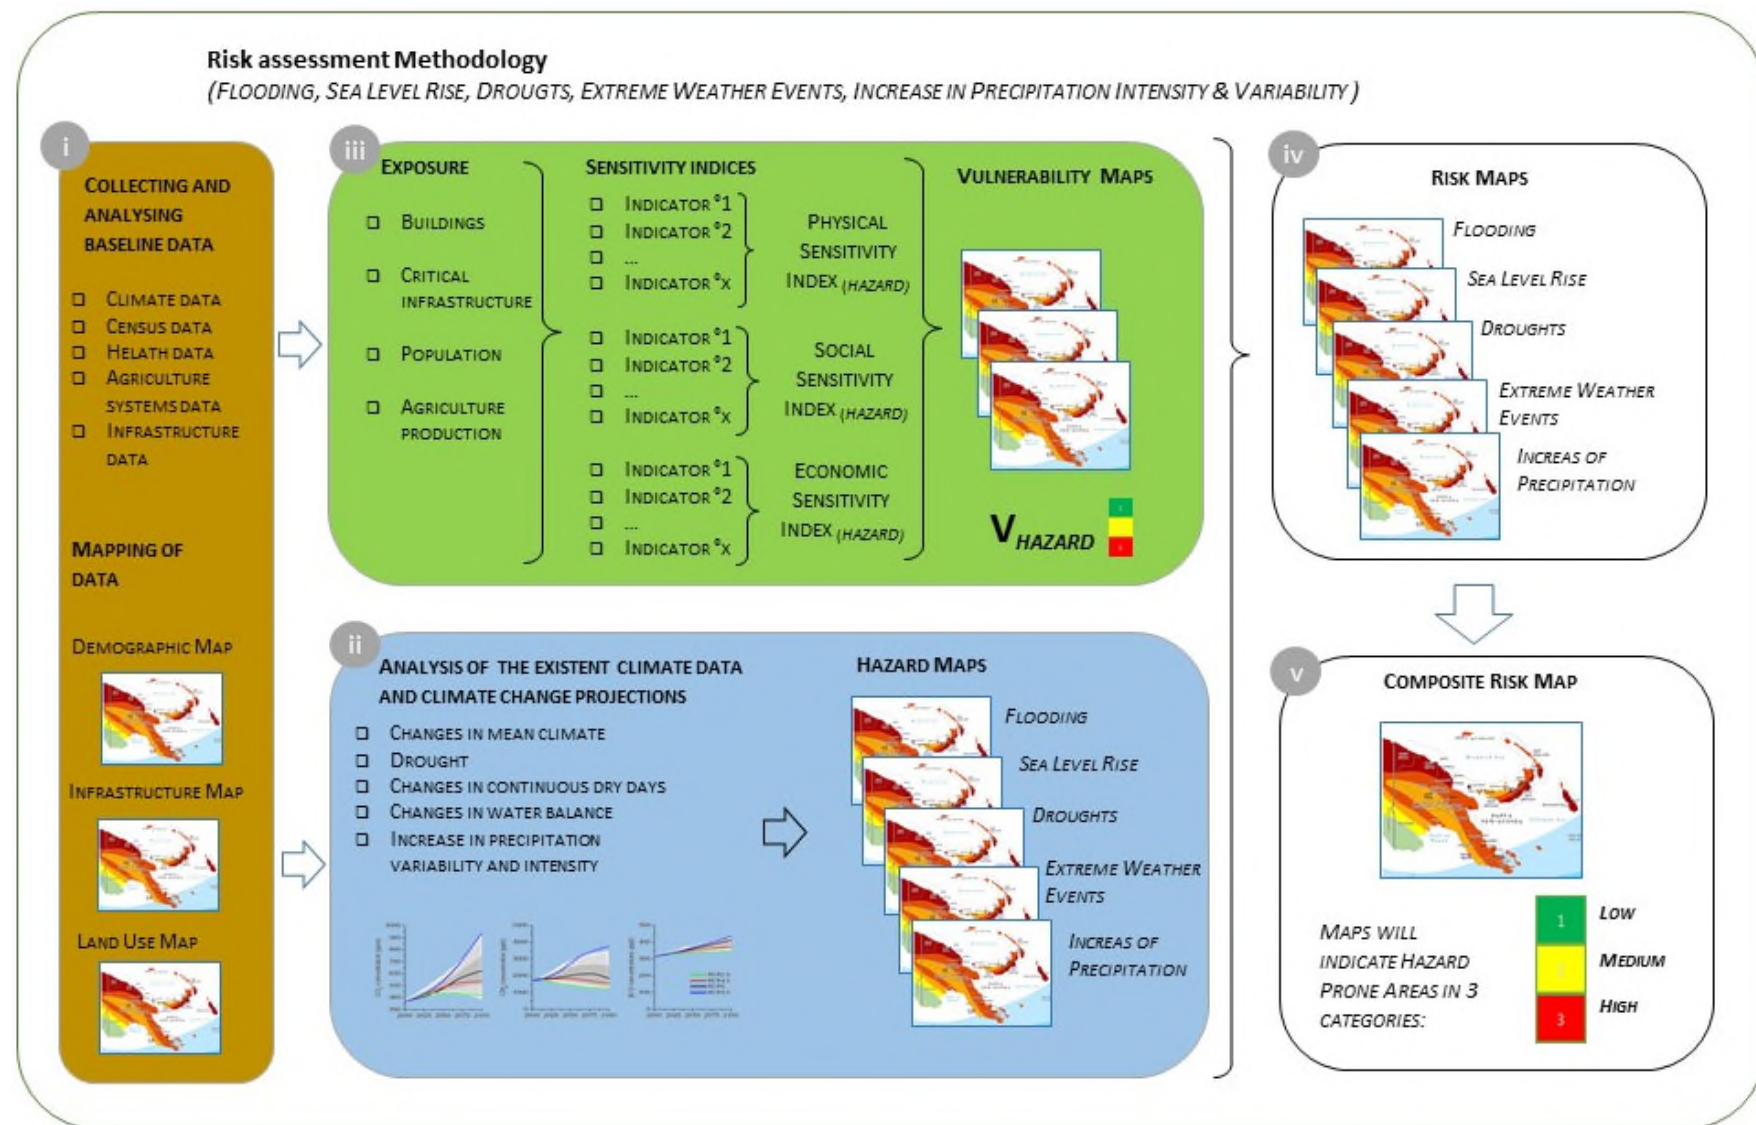 Risk assessment Methodology
(FLOODING, SEA LEVEL RISE, DROUGTS, EXTREME WEATHER EVENTS, INCREASE IN PRECIPITATION INTENSITY & VARIABILITY)
i
COLLECTING AND
ANALYSING
BASELINE DATA
CLIMATE DATA
CENSUS DATA
HELATH DATA
AGRICULTURE
SYSTEMS DATA
INFRASTRUCTURE
DATA
MAPPING OF
DATA
DEMOGRAPHIC MAP
INFRASTRUCTURE MAP
LAND USE MAP
iii
EXPOSURE
BUILDINGS
CRITICAL
INFRASTRUCTURE
POPULATION
AGRICULTURE
PRODUCTION
SENSITIVITY INDICES
INDICATOR °1
INDICATOR °2
...
INDICATOR °X
PHYSICAL
SENSITIVITY
INDEX (HAZARD)
INDICATOR °1
INDICATOR °2
...
INDICATOR °X
SOCIAL
SENSITIVITY
INDEX (HAZARD)
INDICATOR °1
INDICATOR °2
...
INDICATOR °X
ECONOMIC
SENSITIVITY
INDEX (HAZARD)
VULNERABILITY MAPS
V HAZARD
ii
ANALYSIS OF THE EXISTENT CLIMATE DATA
AND CLIMATE CHANGE PROJECTIONS
CHANGES IN MEAN CLIMATE
DROUGHT
CHANGES IN CONTINUOUS DRY DAYS
CHANGES IN WATER BALANCE
INCREASE IN PRECIPITATION
VARIABILITY AND INTENSITY
HAZARD MAPS
FLOODING
SEA LEVEL RISE
DROUGHTS
EXTREME WEATHER
EVENTS
INCREAS OF
PRECIPITATION
iv
RISK MAPS
FLOODING
SEA LEVEL RISE
DROUGHTS
EXTREME WEATHER
EVENTS
INCREAS OF
PRECIPITATION
v
COMPOSITE RISK MAP
MAPS WILL
INDICATE HAZARD
PRONE AREAS IN 3
CATEGORIES:
1 LOW
MEDIUM
3 HIGH